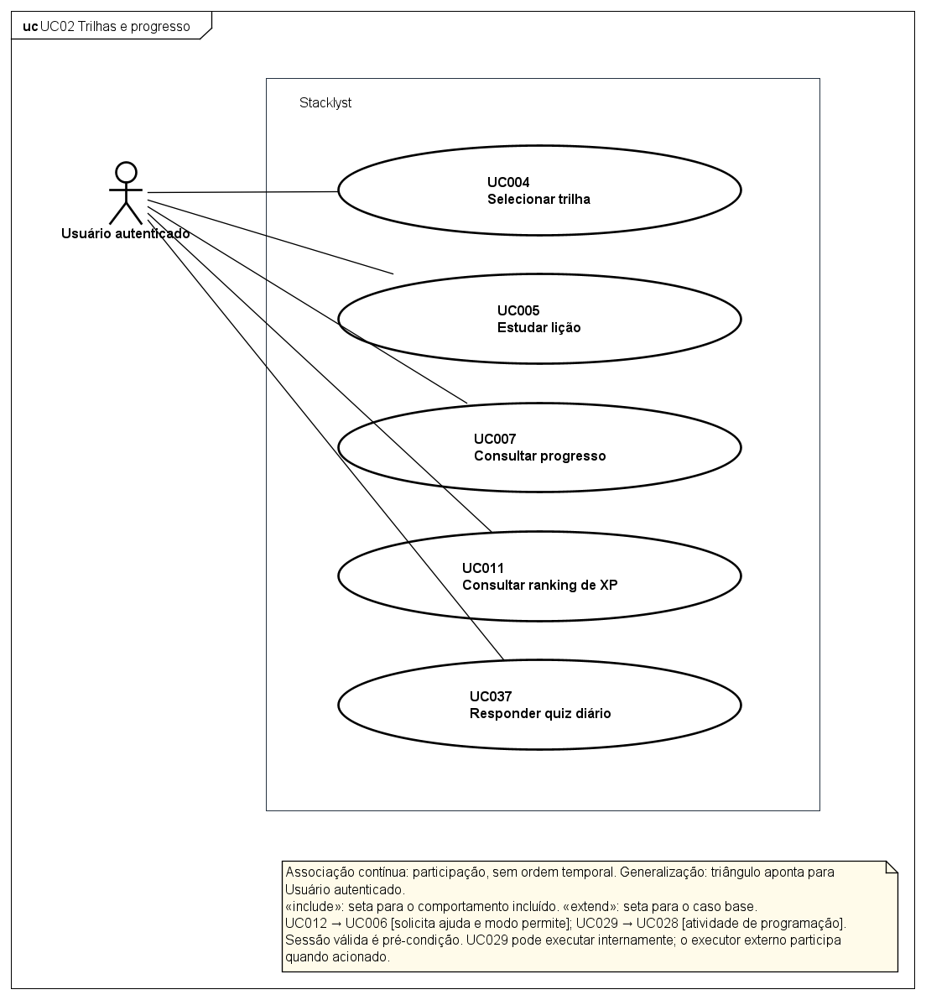 uc UC02 Trilhas e progresso
Stacklyst
UC004
Selecionar trilha
Usuário autenticado
UC005
Estudar lição
UC007
Consultar progresso
UC011
Consultar ranking de XP
UC037
Responder quiz diário
Associação contínua: participação, sem ordem temporal. Generalização: triângulo aponta para
Usuário autenticado.
«include»: seta para o comportamento incluído. «extend»: seta para o caso base.
UC012 → UC006 [solicita ajuda e modo permite]; UC029 → UC028 [atividade de programação].
Sessão válida é pré-condição. UC029 pode executar internamente; o executor externo participa
quando acionado.